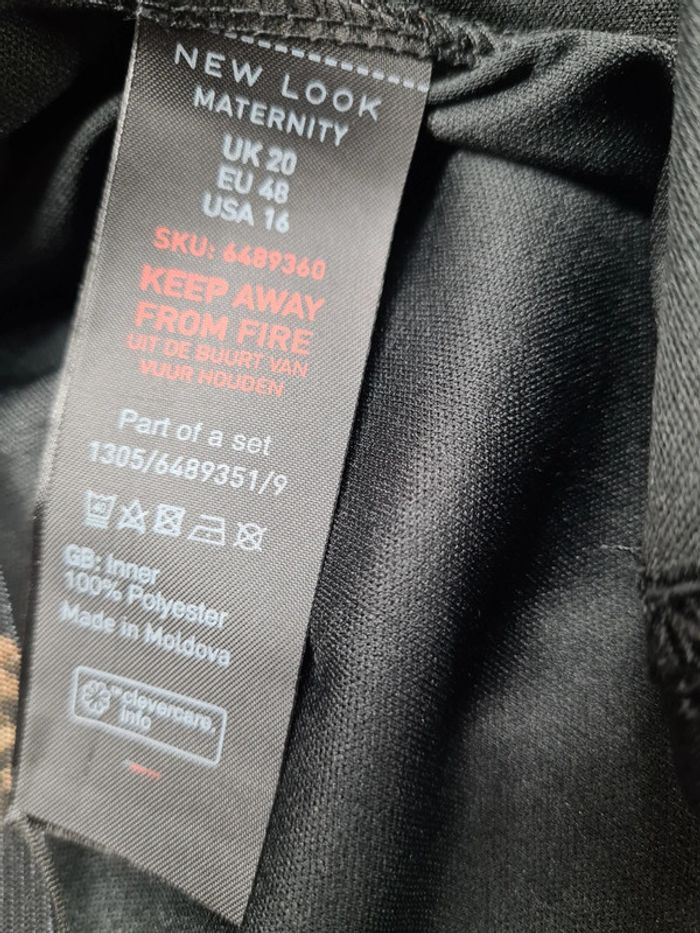 NEW LOOK
MATERNITY
UK 20
EU 48
USA 16
SKU: 6489360
KEEP AWAY
FROM FIRE
UIT DE BUURT VAN
VUUR HOUDEN
Part of a set
1305/6489351/9
40
GB: Inner
100% Polyester
Made in Moldova
clevercare.
info